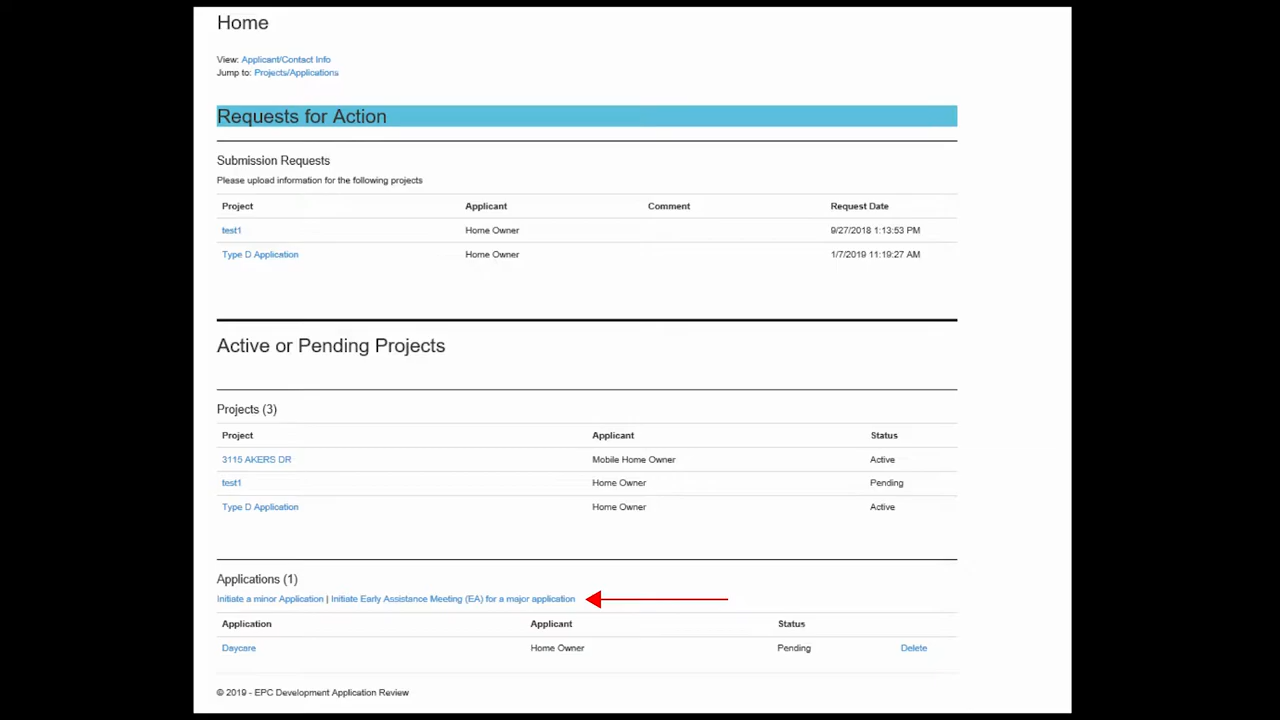 Home
View: Applicant/Contact Info
Jump to: Projects/Applications
Requests for Action
Submission Requests
Please upload information for the following projects
Project Applicant Comment Request Date
test1 Home Owner 9/27/2018 1:13:53 PM
Type D Application Home Owner 1/7/2019 11:19:27 AM
Active or Pending Projects
Projects (3)
Project Applicant Status
3115 AKERS DR Mobile Home Owner Active
test1 Home Owner Pending
Type D Application Home Owner Active
Applications (1)
Initiate a minor Application | Initiate Early Assistance Meeting (EA) for a major application
Application Applicant Status
Daycare Home Owner Pending Delete
© 2019 - EPC Development Application Review